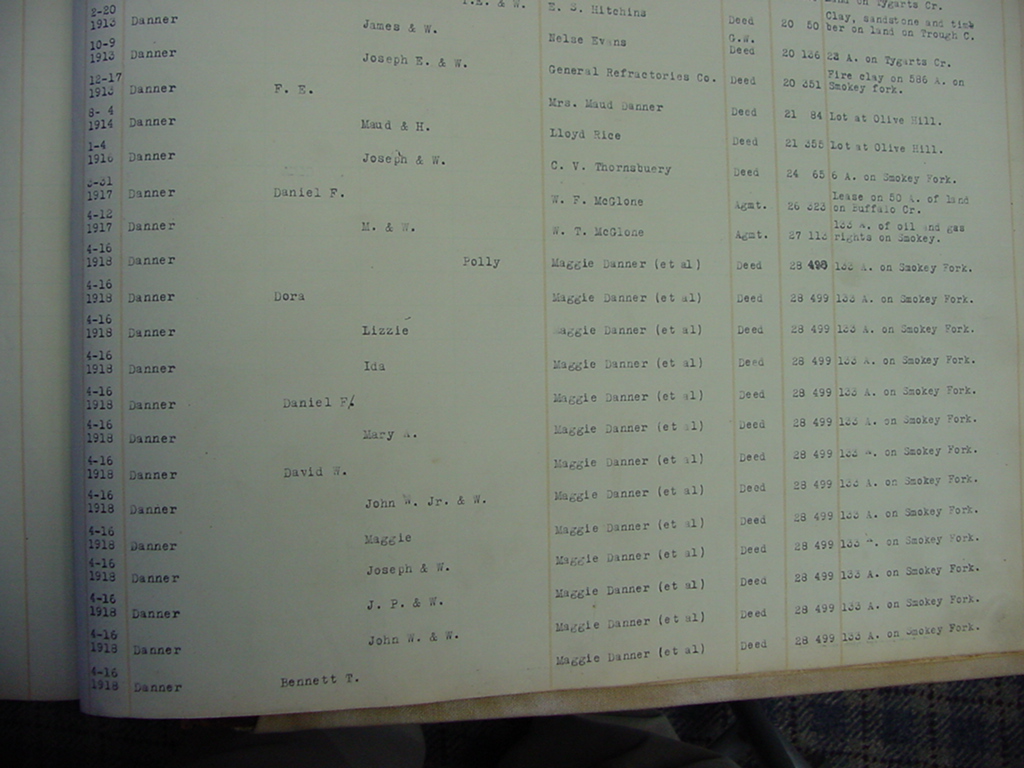 T.E. & W. E. S. Hitchins Deed 20 50 Clay, sandstone and tim
ber on land on Trough C.
2-20
1913 Danner James & W. Nelse Evans G.W.
Deed 20 136 23 A. on Tygarts Cr.
10-9
1913 Danner Joseph E. & W. General Refractories Co. Deed 20 351 Fire clay on 586 A. on
Smokey fork.
12-17
1913 Danner F. E. Mrs. Maud Danner Deed 21 84 Lot at Olive Hill.
8- 4
1914 Danner Maud & H. Lloyd Rice Deed 21 355 Lot at Olive Hill.
1-4
1916 Danner Joseph & W. C. V. Thornsbuery Deed 24 65 6 A. on Smokey Fork.
3-31
1917 Danner Daniel F. W. F. McGlone Agmt. 26 323 Lease on 50 A. of land
on Buffalo Cr.
4-12
1917 Danner M. & W. W. T. McGlone Agmt. 27 113 133 A. of oil and gas
rights on Smokey.
4-16
1918 Danner Polly Maggie Danner (et al) Deed 28 499 133 A. on Smokey Fork.
4-16
1918 Danner Dora Maggie Danner (et al) Deed 28 499 133 A. on Smokey Fork.
4-16
1918 Danner Lizzie Maggie Danner (et al) Deed 28 499 133 A. on Smokey Fork.
4-16
1918 Danner Ida Maggie Danner (et al) Deed 28 499 133 A. on Smokey Fork.
4-16
1918 Danner Daniel F. Maggie Danner (et al) Deed 28 499 133 A. on Smokey Fork.
4-16
1918 Danner Mary A. Maggie Danner (et al) Deed 28 499 133 A. on Smokey Fork.
4-16
1918 Danner David W. Maggie Danner (et al) Deed 28 499 133 A. on Smokey Fork.
4-16
1918 Danner John W. Jr. & W. Maggie Danner (et al) Deed 28 499 133 A. on Smokey Fork.
4-16
1918 Danner Maggie Maggie Danner (et al) Deed 28 499 133 A. on Smokey Fork.
4-16
1918 Danner Joseph & W. Maggie Danner (et al) Deed 28 499 133 A. on Smokey Fork.
4-16
1918 Danner J. P. & W. Maggie Danner (et al) Deed 28 499 133 A. on Smokey Fork.
4-16
1918 Danner John W. & W. Maggie Danner (et al) Deed 28 499 133 A. on Smokey Fork.
4-16
1918 Danner Bennett T. Maggie Danner (et al) Deed 28 499 133 A. on Smokey Fork.